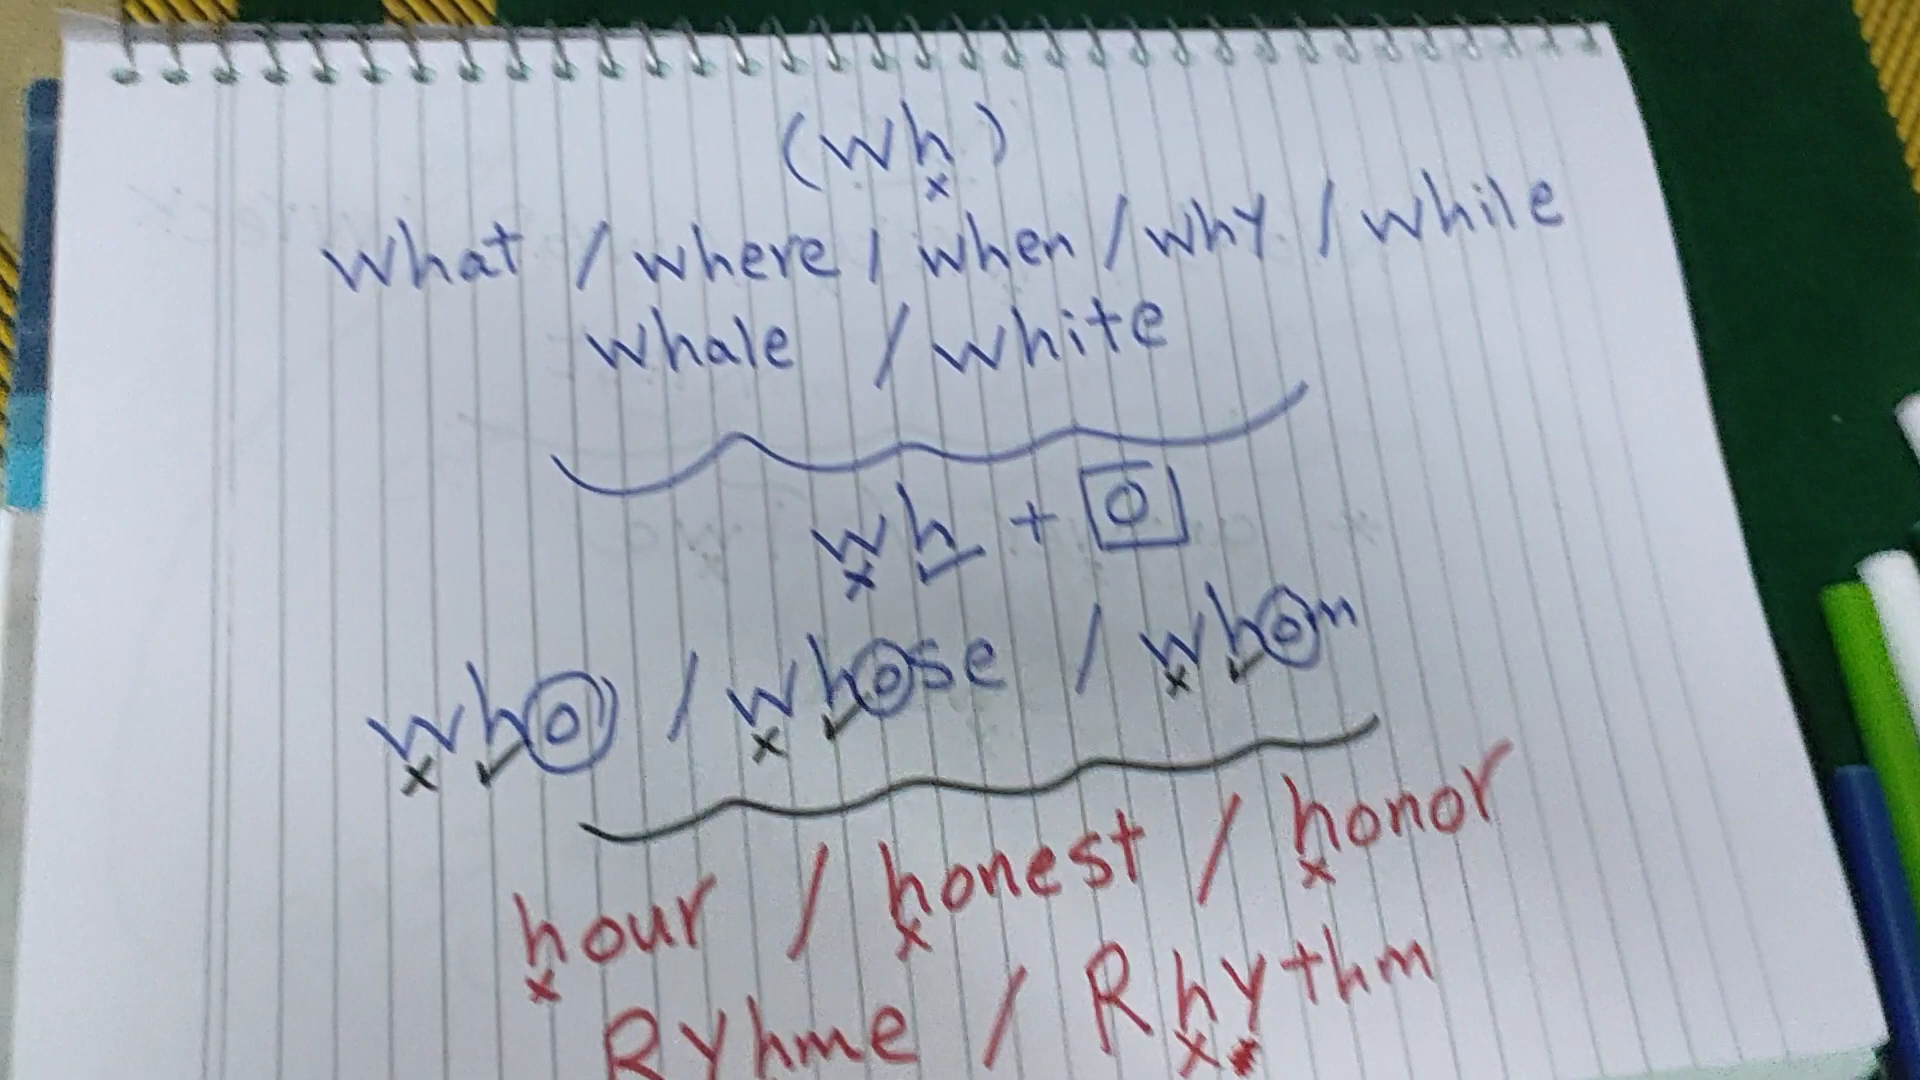 (wh)
what / where / when / why / while
whale / white
wh + o
who / whose / whom
hour / honest / honor
Ryhme / Rhythm